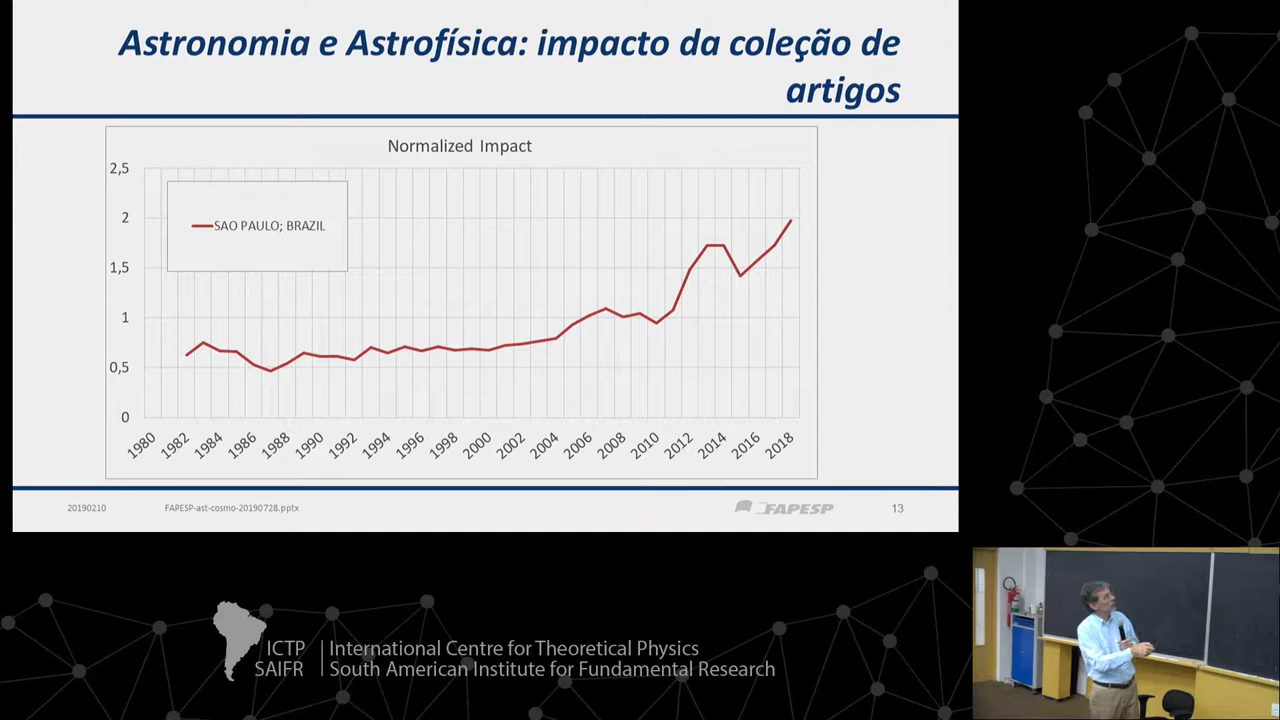 Astronomia e Astrofísica: impacto da coleção de
artigos
Normalized Impact
2,5
2
1,5
1
0,5
0
SAO PAULO; BRAZIL
1980 1982 1984 1986 1988 1990 1992 1994 1996 1998 2000 2002 2004 2006 2008 2010 2012 2014 2016 2018
20190210 FAPESP-ast-cosmo-20190728.pptx FAPESP 13
ICTP International Centre for Theoretical Physics
SAIFR South American Institute for Fundamental Research